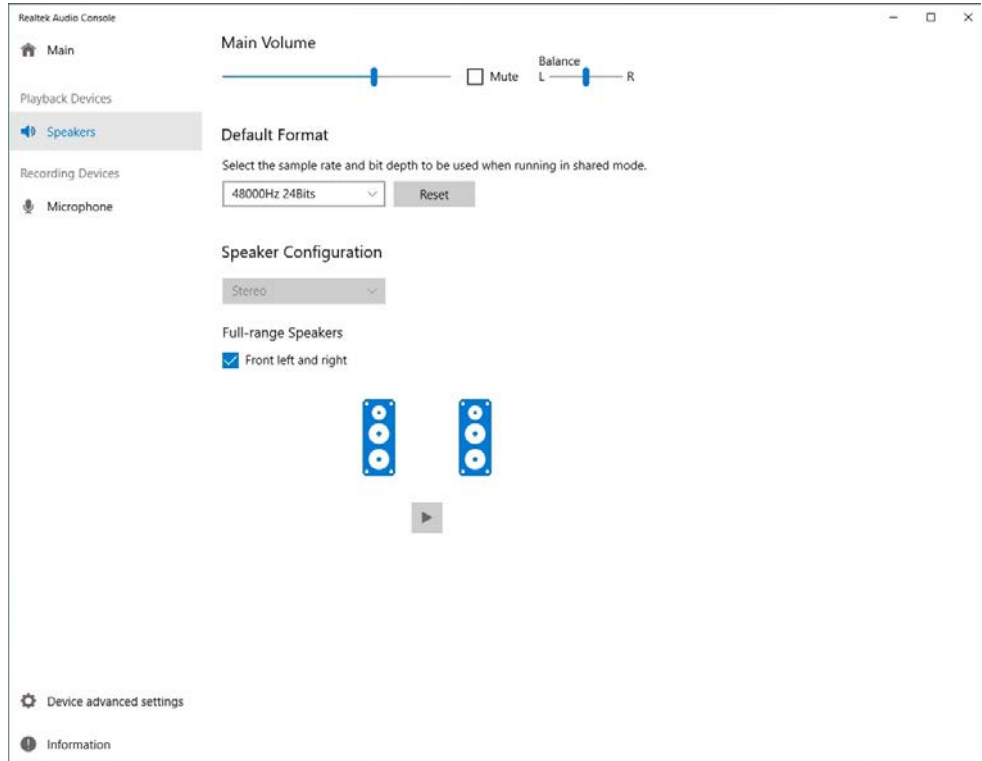 Realtek Audio Console
Main
Playback Devices
Speakers
Recording Devices
Microphone
Device advanced settings
Information
Main Volume
Mute
Balance
L
R
Default Format
Select the sample rate and bit depth to be used when running in shared mode.
48000Hz 24Bits
Reset
Speaker Configuration
Stereo
Full-range Speakers
Front left and right